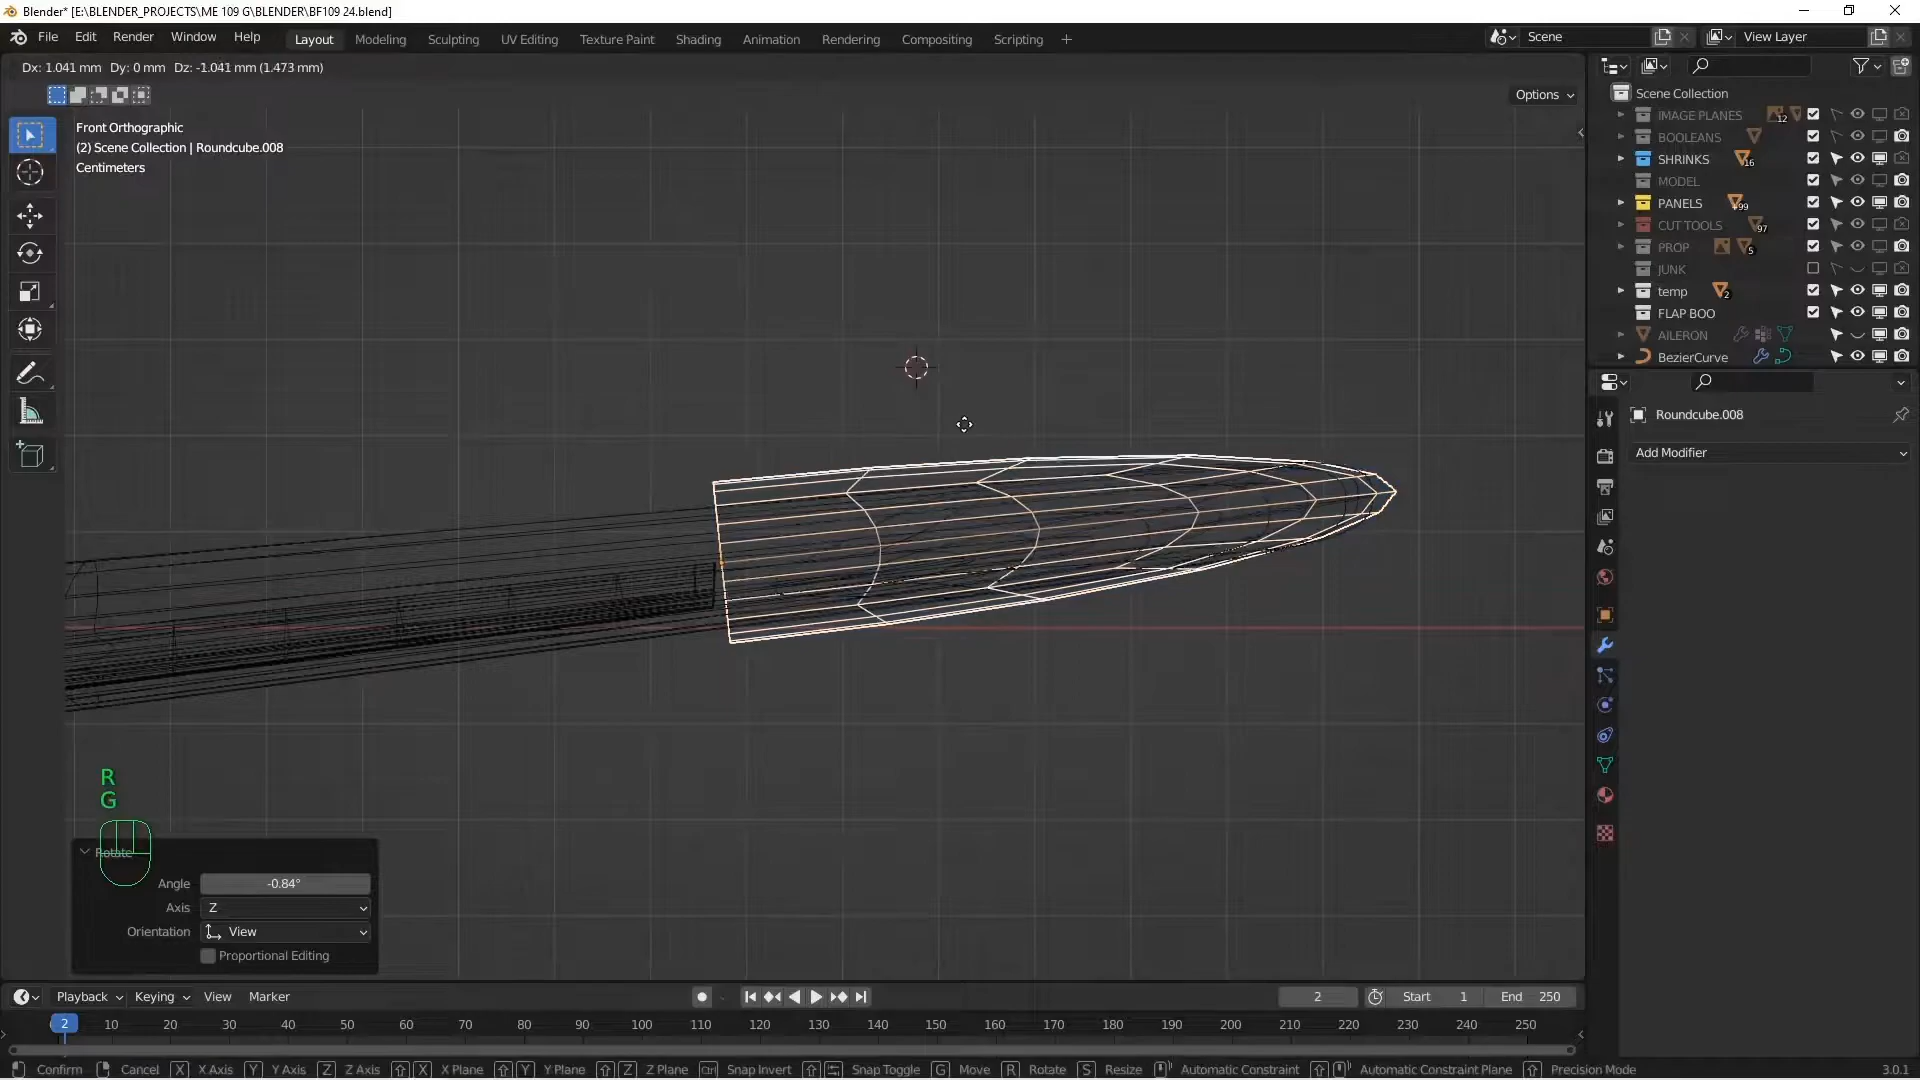 Blender* [E:\BLENDER_PROJECTS\ME 109 G\BLENDER\BF109 24.blend]
File Edit Render Window Help Layout Modeling Sculpting UV Editing Texture Paint Shading Animation Rendering Compositing Scripting + Scene View Layer
Dx: 1.041 mm Dy: 0 mm Dz: -1.041 mm (1.473 mm)
Options
Front Orthographic
(2) Scene Collection | Roundcube.008
Centimeters
Scene Collection
IMAGE PLANES 12
BOOLEANS
SHRINKS 16
MODEL
PANELS +99
CUT TOOLS 97
PROP 5
JUNK
temp 2
FLAP BOO
AILERON
BezierCurve
Roundcube.008
Add Modifier
R
G
Rotate
Angle -0.84°
Axis Z
Orientation View
Proportional Editing
Playback Keying View Marker 2 Start 1 End 250
2 10 20 30 40 50 60 70 80 90 100 110 120 130 140 150 160 170 180 190 200 210 220 230 240 250
Confirm Cancel X X Axis Y Y Axis Z Z Axis X X Plane Y Y Plane Z Z Plane Ctrl Snap Invert Snap Toggle G Move R Rotate S Resize Automatic Constraint Automatic Constraint Plane Precision Mode 3.0.1